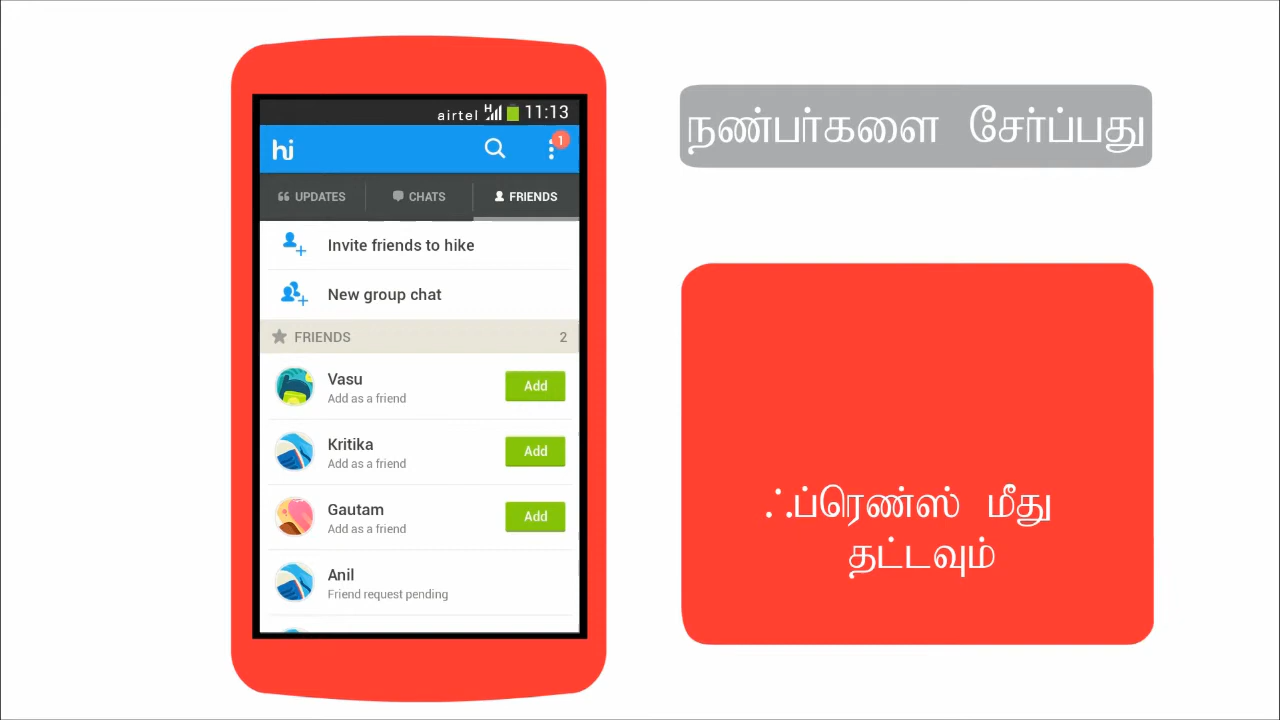 airtel H 11:13
hi 1
UPDATES CHATS FRIENDS
Invite friends to hike
New group chat
FRIENDS 2
Vasu
Add as a friend
Add
Kritika
Add as a friend
Add
Gautam
Add as a friend
Add
Anil
Friend request pending
நண்பர்களை சேர்ப்பது
ஃப்ரெண்ஸ் மீது
தட்டவும்